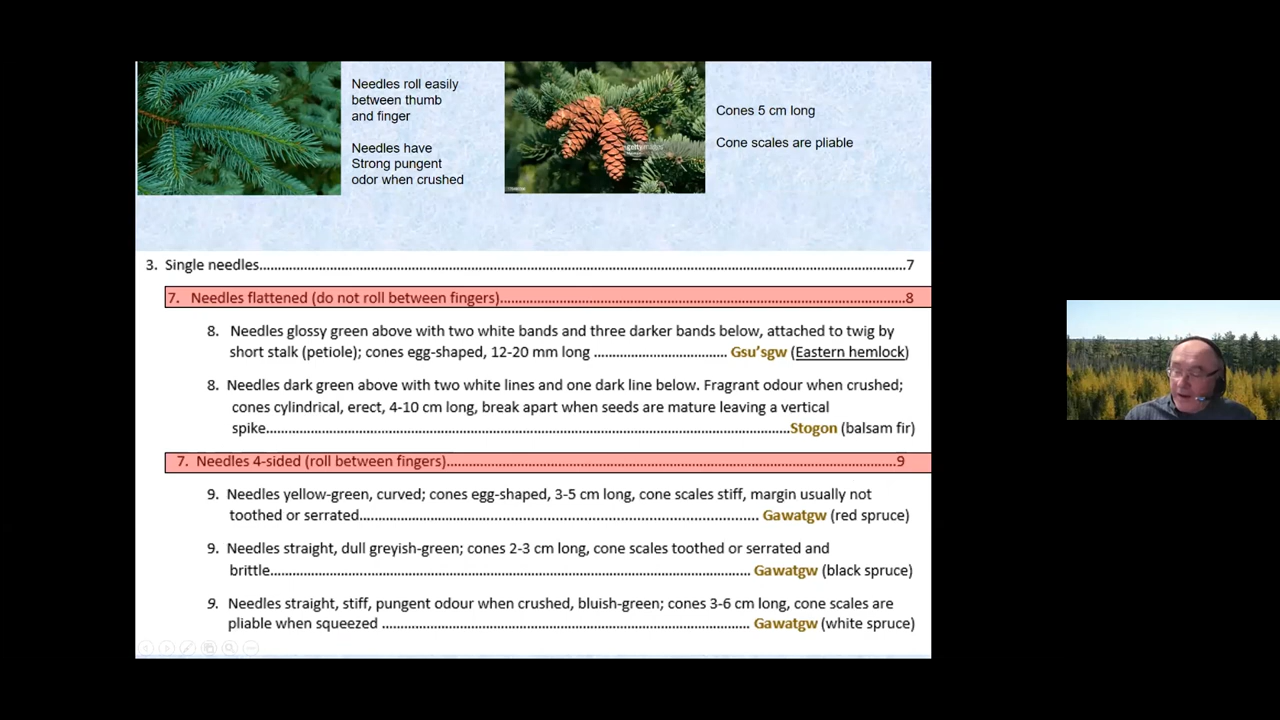 Needles roll easily
between thumb
and finger
Needles have
Strong pungent
odor when crushed
gettyimages
Cones 5 cm long
Cone scales are pliable
3. Single needles.......................................................................................................................................................7
7. Needles flattened (do not roll between fingers)...........................................................................................8
8. Needles glossy green above with two white bands and three darker bands below, attached to twig by
short stalk (petiole); cones egg-shaped, 12-20 mm long .............................. Gsu'sgw (Eastern hemlock)
8. Needles dark green above with two white lines and one dark line below. Fragrant odour when crushed;
cones cylindrical, erect, 4-10 cm long, break apart when seeds are mature leaving a vertical
spike.......................................................................................................................Stogon (balsam fir)
7. Needles 4-sided (roll between fingers)......................................................................................................9
9. Needles yellow-green, curved; cones egg-shaped, 3-5 cm long, cone scales stiff, margin usually not
toothed or serrated......................................................................................... Gawatgw (red spruce)
9. Needles straight, dull greyish-green; cones 2-3 cm long, cone scales toothed or serrated and
brittle........................................................................................................... Gawatgw (black spruce)
9. Needles straight, stiff, pungent odour when crushed, bluish-green; cones 3-6 cm long, cone scales are
pliable when squeezed ................................................................................. Gawatgw (white spruce)